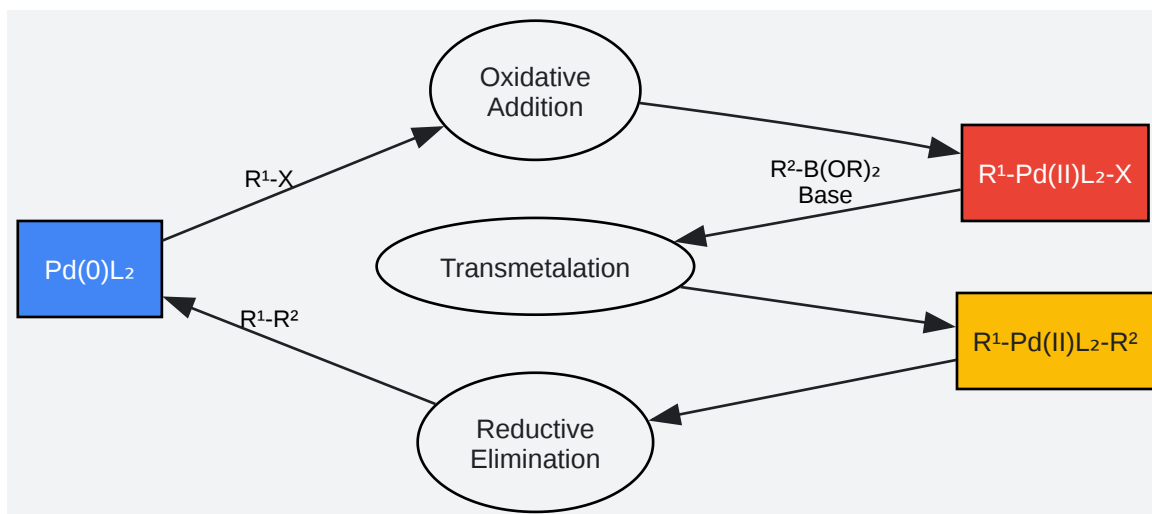 Oxidative
Addition
R¹-X
R²-B(OR)₂
Base
R¹-Pd(II)L₂-X
Pd(0)L₂
Transmetalation
R¹-R²
R¹-Pd(II)L₂-R²
Reductive
Elimination